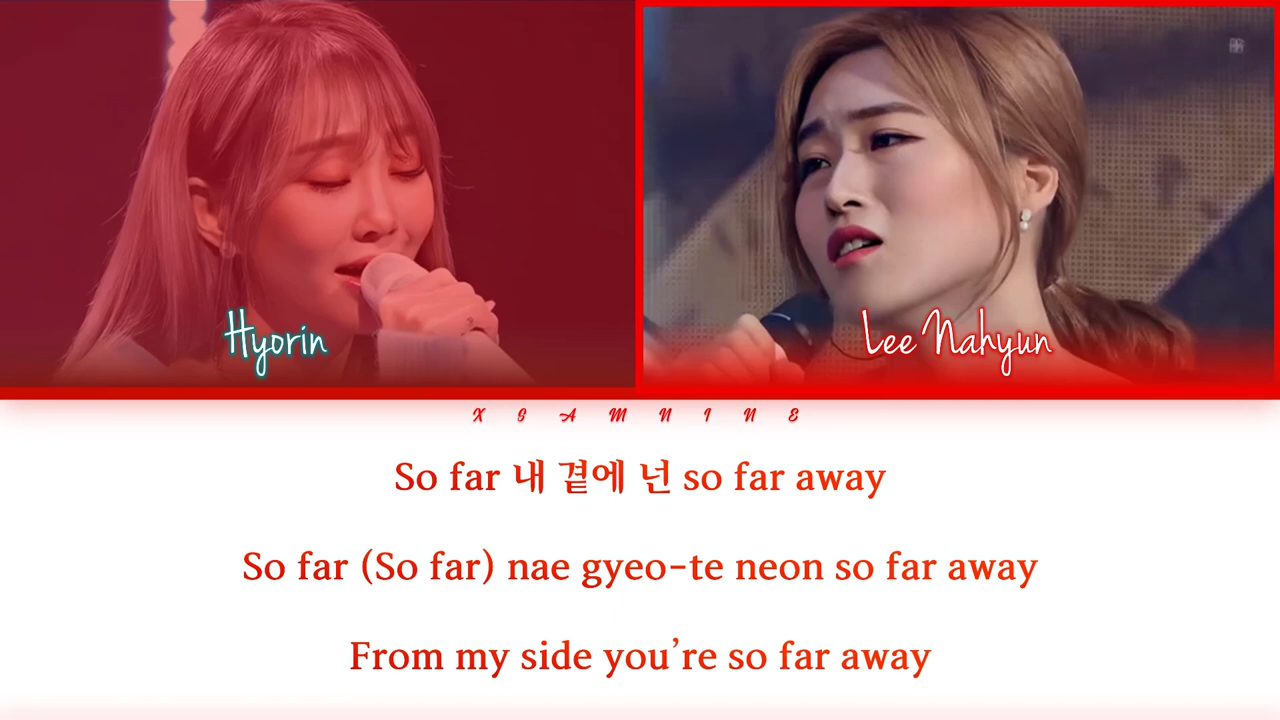 Hyorin
Lee Nahyun
XGAMNINE
So far 내 곁에 넌 so far away
So far (So far) nae gyeo-te neon so far away
From my side you're so far away